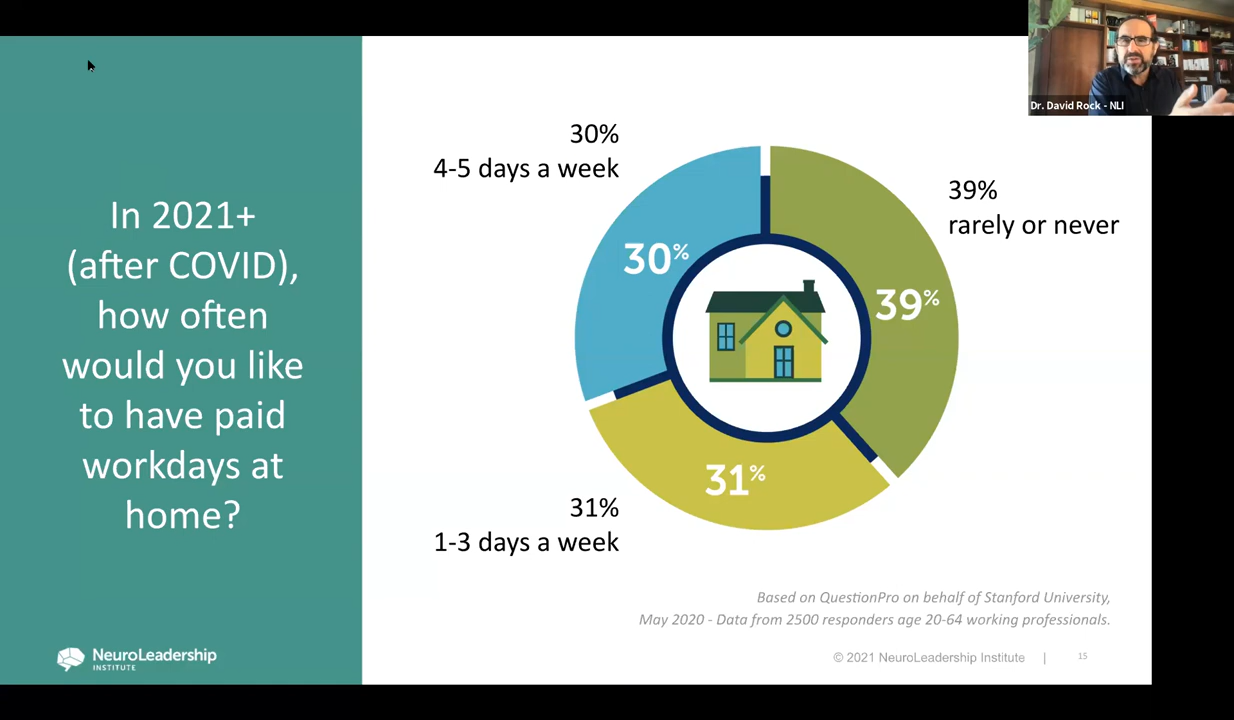 In 2021+
(after COVID),
how often
would you like
to have paid
workdays at
home?
NeuroLeadership
INSTITUTE
30%
4-5 days a week
39%
rarely or never
30%
39%
31%
31%
1-3 days a week
Based on QuestionPro on behalf of Stanford University,
May 2020 - Data from 2500 responders age 20-64 working professionals.
© 2021 NeuroLeadership Institute | 15
Dr. David Rock - NLI